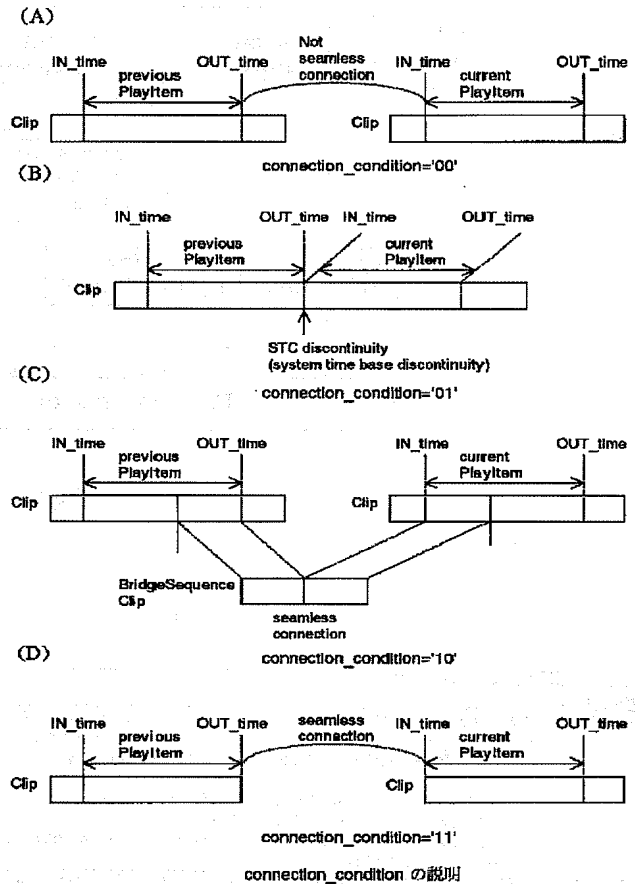 (A)
Not
seamless
connection
IN_time
previous
PlayItem
OUT_time
IN_time
current
PlayItem
OUT_time
Clip
Clip
connection_condition='00'
(B)
IN_time
OUT_time
IN_time
OUT_time
previous
PlayItem
current
PlayItem
Clip
STC discontinuity
(system time base discontinuity)
(C)
connection_condition='01'
IN_time
previous
PlayItem
OUT_time
IN_time
current
PlayItem
OUT_time
Clip
Clip
BridgeSequence
Clip
seamless
connection
(D)
connection_condition='10'
IN_time
previous
PlayItem
OUT_time
seamless
connection
IN_time
current
PlayItem
OUT_time
Clip
Clip
connection_condition='11'
connection_condition の説明